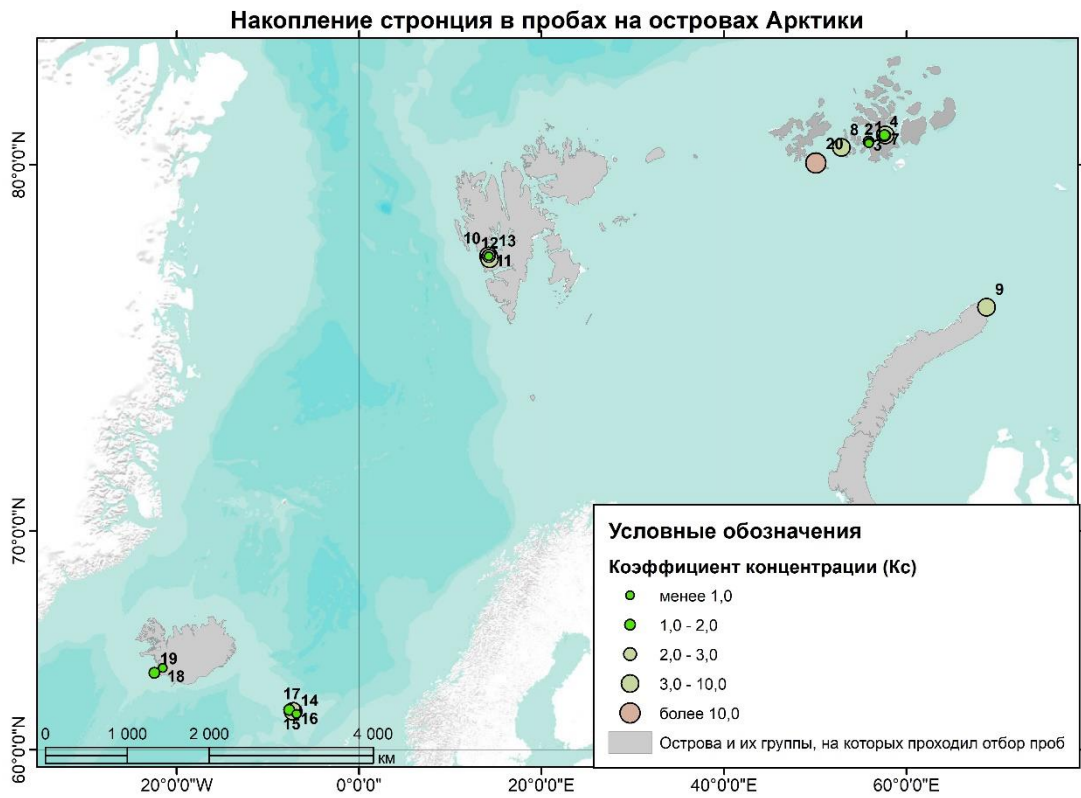 Накопление стронция в пробах на островах Арктики
80°0'0"N
70°0'0"N
60°0'0"N
8 21 4
20 3 7
10 12 13
11
9
19
18
17 14
15 16
0 1 000 2 000 4 000
км
20°0'0"W 0°0'0" 20°0'0"E 40°0'0"E 60°0'0"E
Условные обозначения
Коэффициент концентрации (Кс)
менее 1,0
1,0 - 2,0
2,0 - 3,0
3,0 - 10,0
более 10,0
Острова и их группы, на которых проходил отбор проб